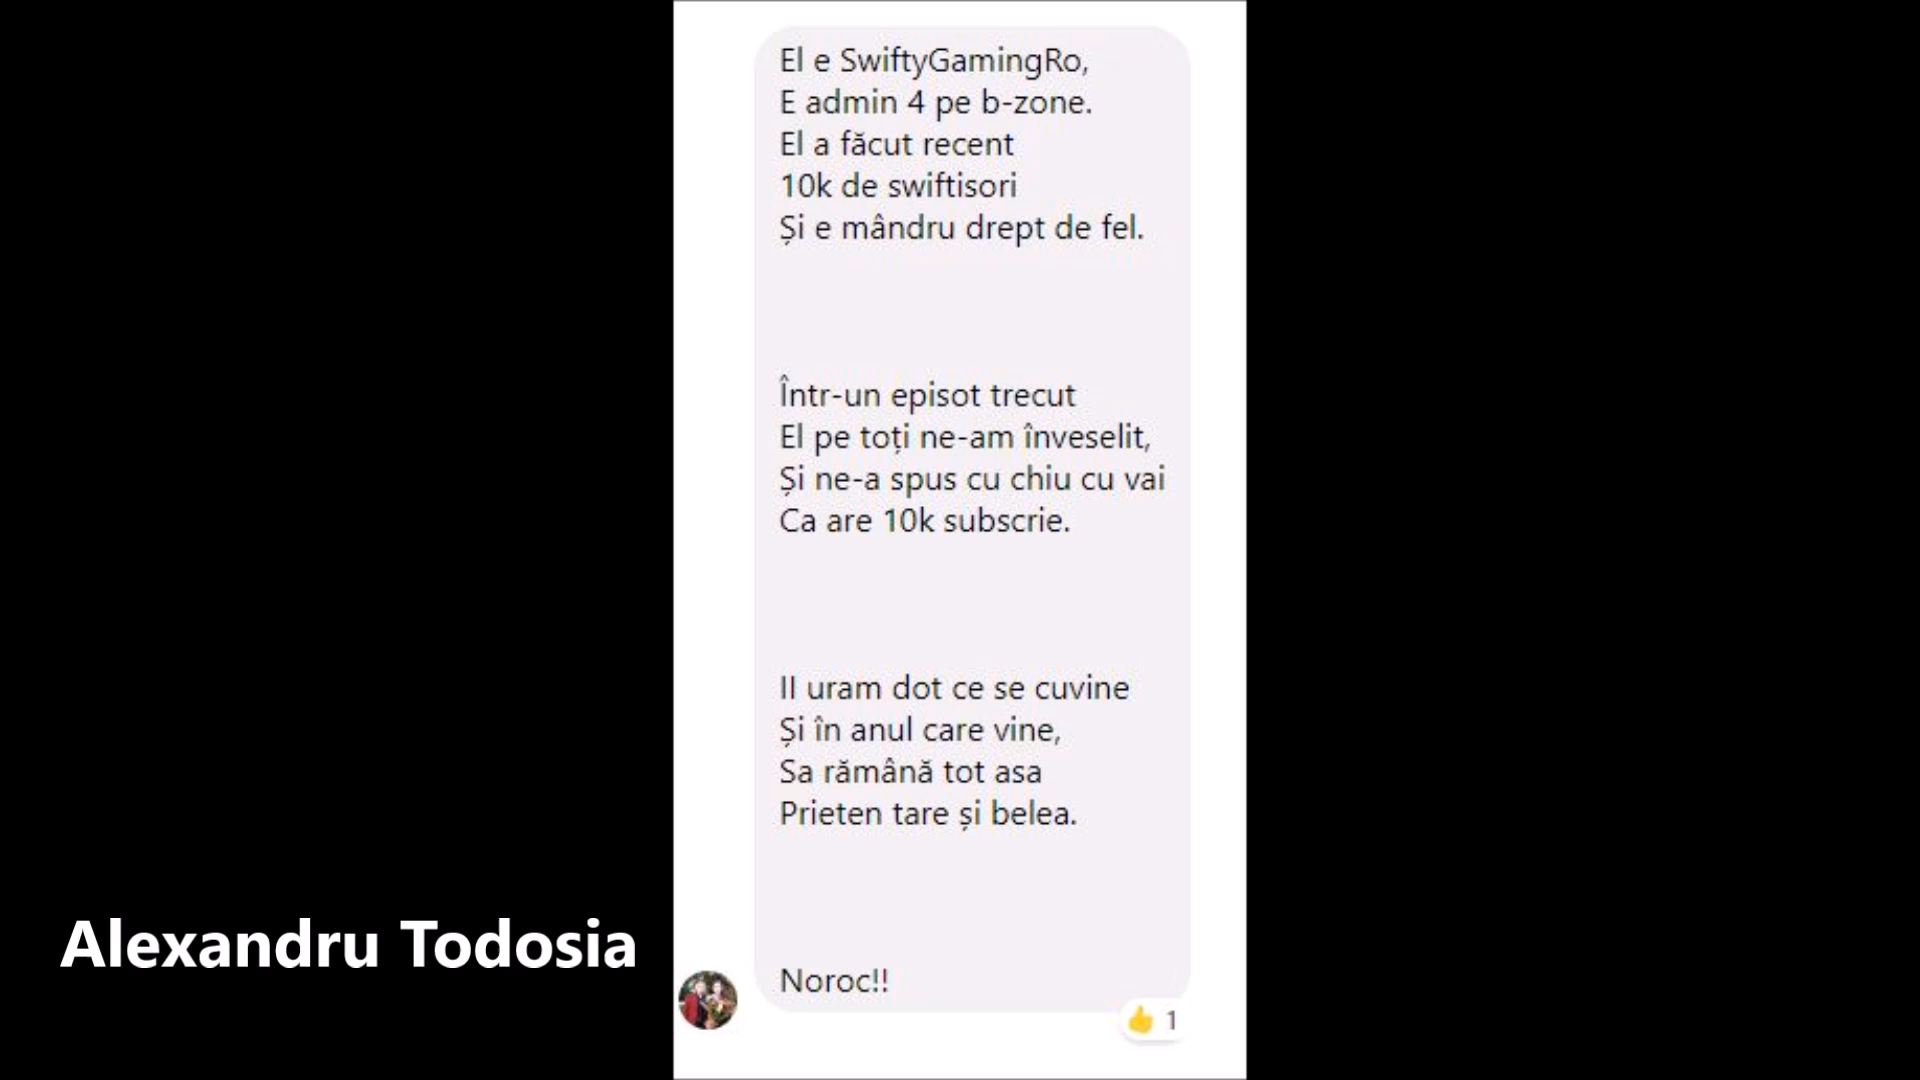 El e SwiftyGamingRo,
E admin 4 pe b-zone.
El a făcut recent
10k de swiftisori
Și e mândru drept de fel.
Într-un episot trecut
El pe toți ne-am înveselit,
Și ne-a spus cu chiu cu vai
Ca are 10k subscrie.
Il uram dot ce se cuvine
Și în anul care vine,
Sa rămână tot asa
Prieten tare și belea.
Noroc!!
1
Alexandru Todosia